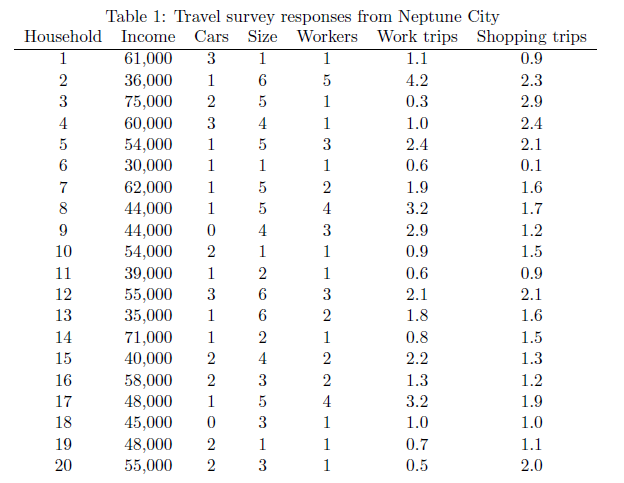 Table 1: Travel survey responses from Neptune City
Household Income Cars Size Workers Work trips Shopping trips
1 61,000 3 1 1 1.1 0.9
2 36,000 1 6 5 4.2 2.3
3 75,000 2 5 1 0.3 2.9
4 60,000 3 4 1 1.0 2.4
5 54,000 1 5 3 2.4 2.1
6 30,000 1 1 1 0.6 0.1
7 62,000 1 5 2 1.9 1.6
8 44,000 1 5 4 3.2 1.7
9 44,000 0 4 3 2.9 1.2
10 54,000 2 1 1 0.9 1.5
11 39,000 1 2 1 0.6 0.9
12 55,000 3 6 3 2.1 2.1
13 35,000 1 6 2 1.8 1.6
14 71,000 1 2 1 0.8 1.5
15 40,000 2 4 2 2.2 1.3
16 58,000 2 3 2 1.3 1.2
17 48,000 1 5 4 3.2 1.9
18 45,000 0 3 1 1.0 1.0
19 48,000 2 1 1 0.7 1.1
20 55,000 2 3 1 0.5 2.0